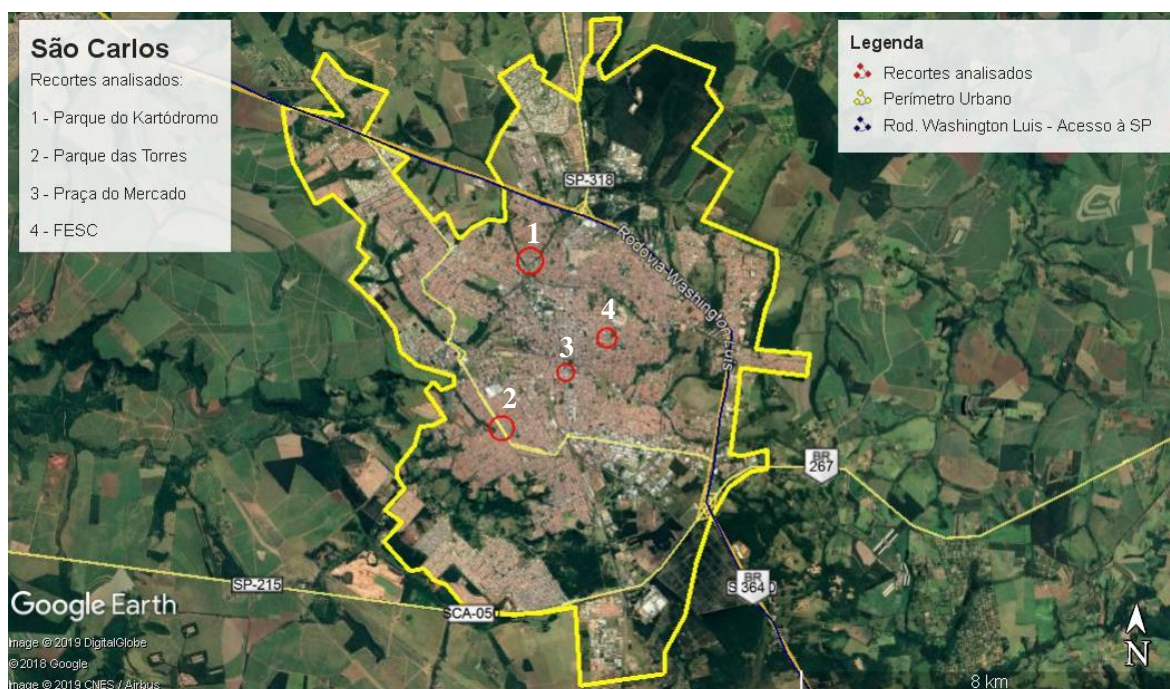 São Carlos
Recortes analisados:
1 - Parque do Kartódromo
2 - Parque das Torres
3 - Praça do Mercado
4 - FESC
Legenda
Recortes analisados
Perímetro Urbano
Rod. Washington Luis - Acesso à SP
SP-318
1
Rodovia-Washington-Luís
4
3
2
BR
267
SP-215
SCA-05
BR
364
Google Earth
Image © 2019 DigitalGlobe
© 2018 Google
Image © 2019 CNES / Airbus
N
8 km